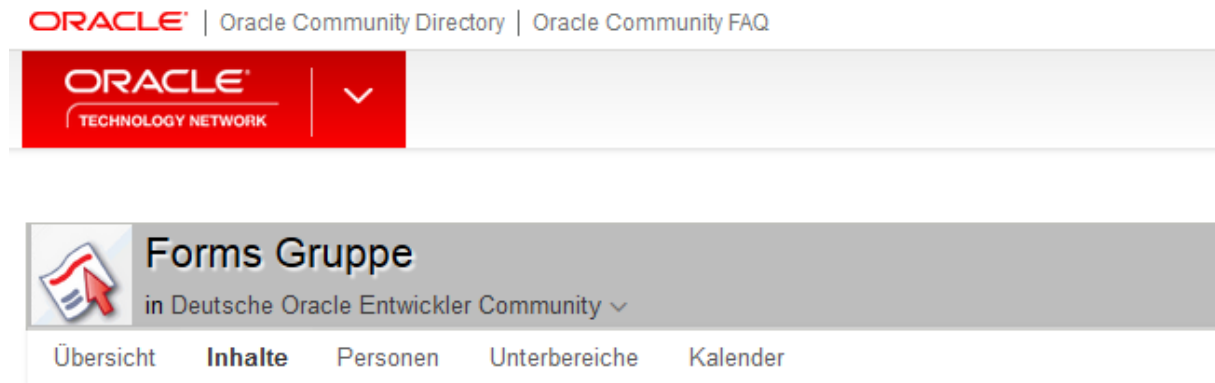 ORACLE | Oracle Community Directory | Oracle Community FAQ
ORACLE
TECHNOLOGY NETWORK
Forms Gruppe
in Deutsche Oracle Entwickler Community
Übersicht Inhalte Personen Unterbereiche Kalender